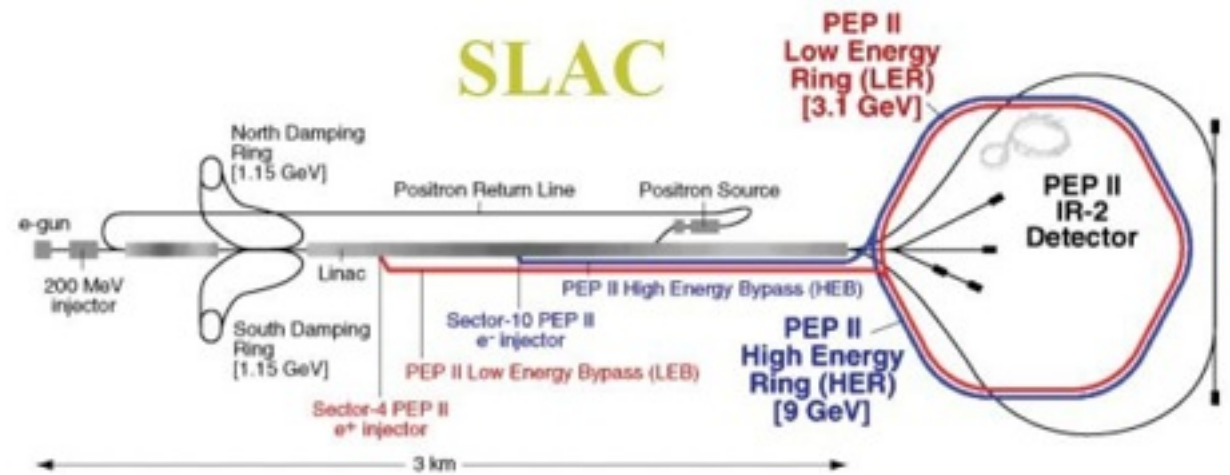 SLAC
PEP II
Low Energy
Ring (LER)
[3.1 GeV]
North Damping
Ring
[1.15 GeV]
Positron Return Line
Positron Source
e-gun
PEP II
IR-2
Detector
Linac
200 MeV
injector
PEP II High Energy Bypass (HEB)
Sector-10 PEP II
e- injector
PEP II
High Energy
Ring (HER)
[9 GeV]
South Damping
Ring
[1.15 GeV]
PEP II Low Energy Bypass (LEB)
Sector-4 PEP II
e+ injector
3 km